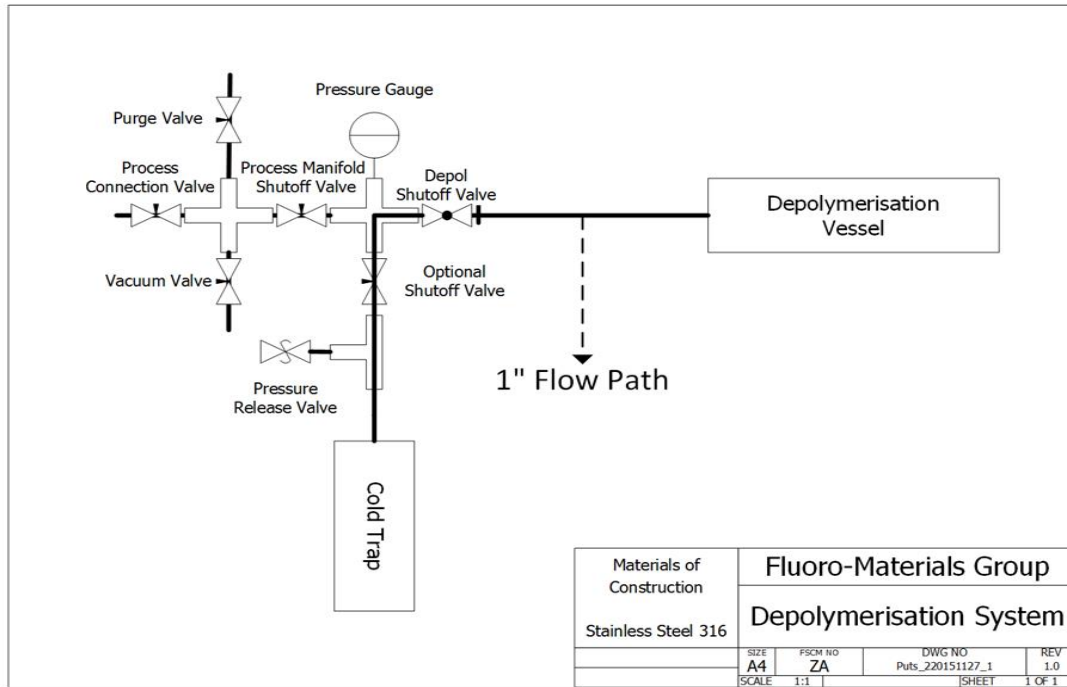 Pressure Gauge
Purge Valve
Process
Connection Valve
Process Manifold
Shutoff Valve
Depol
Shutoff Valve
Depolymerisation
Vessel
Vacuum Valve
Optional
Shutoff Valve
1" Flow Path
Pressure
Release Valve
Cold Trap
Materials of
Construction
Stainless Steel 316
Fluoro-Materials Group
Depolymerisation System
SIZE
A4
FSCM NO
ZA
DWG NO
Puts_220151127_1
REV
1.0
SCALE 1:1
SHEET 1 OF 1